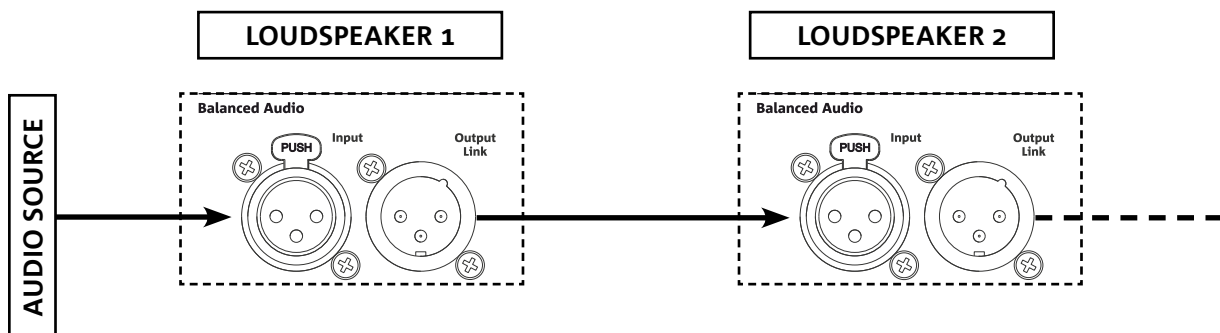 LOUDSPEAKER 1
LOUDSPEAKER 2
AUDIO SOURCE
Balanced Audio
PUSH
Input
Output
Link
Balanced Audio
PUSH
Input
Output
Link